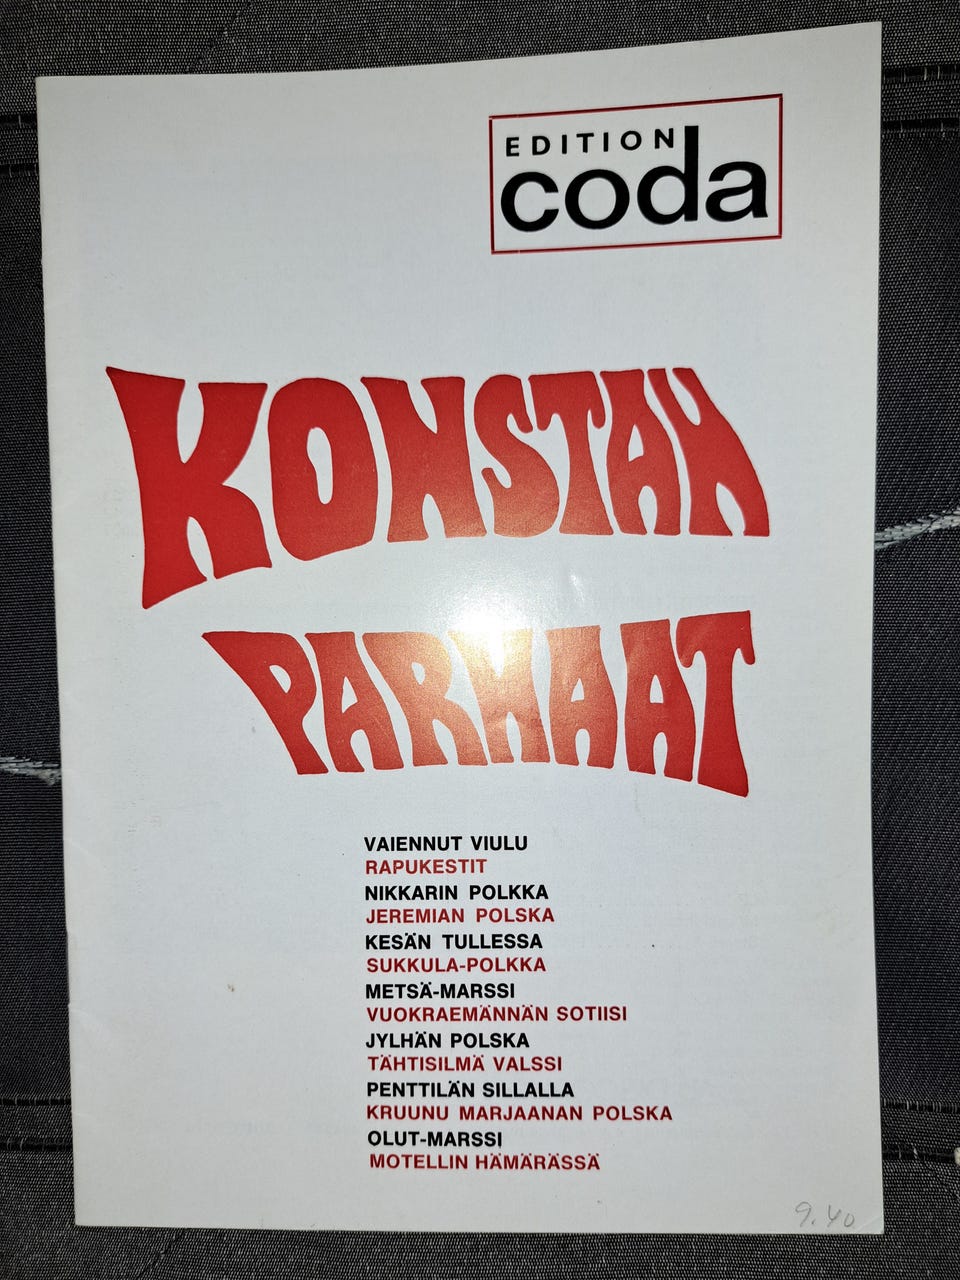 EDITION
coda
KONSTAN
PARHAAT
VAIENNUT VIULU
RAPUKESTIT
NIKKARIN POLKKA
JEREMIAN POLSKA
KESÄN TULLESSA
SUKKULA-POLKKA
METSÄ-MARSSI
VUOKRAEMÄNNÄN SOTIISI
JYLHÄN POLSKA
TÄHTISILMÄ VALSSI
PENTTILÄN SILLALLA
KRUUNU MARJAANAN POLSKA
OLUT-MARSSI
MOTELLIN HÄMÄRÄSSÄ
9.40